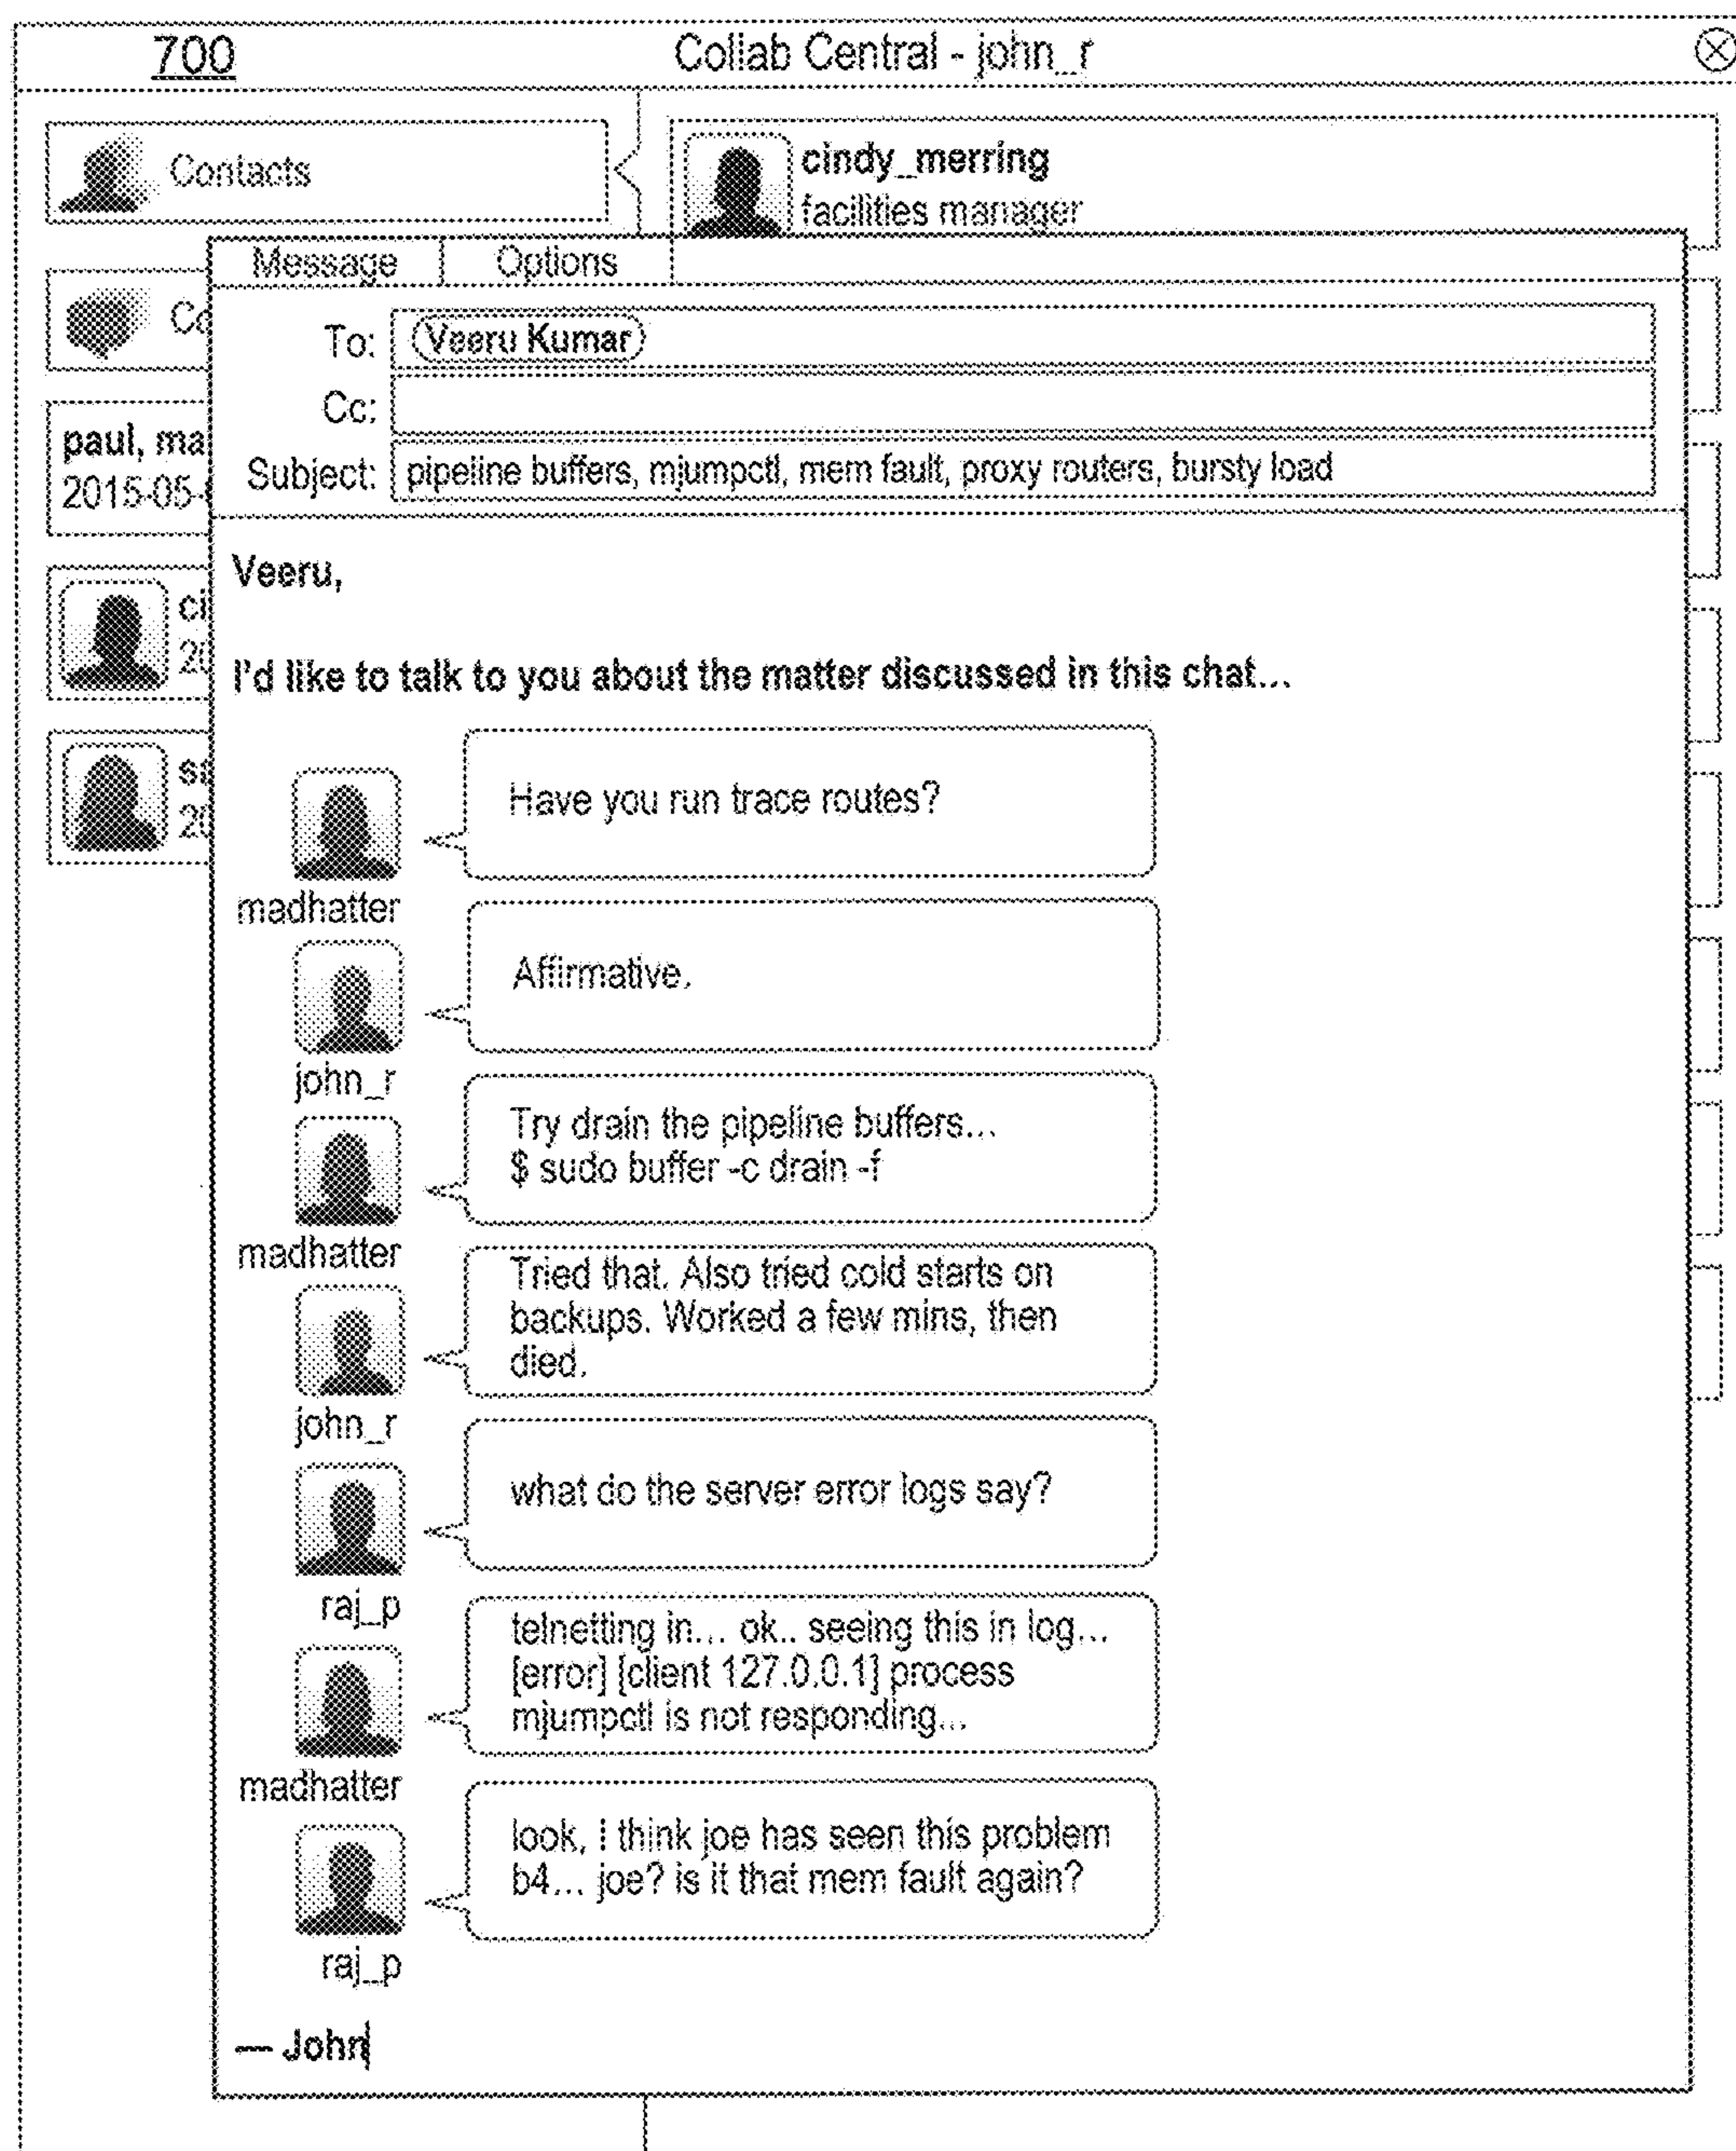 700
Collab Central - john_r
Contacts
cindy_merring
facilities manager
Message
Options
Co
To: Veeru Kumar
Cc:
Subject: pipeline buffers, mjumpctl, mem fault, proxy routers, bursty load
paul, ma
2015-05-
ci
20
sa
20
Veeru,
I'd like to talk to you about the matter discussed in this chat...
Have you run trace routes?
madhatter
Affirmative.
john_r
Try drain the pipeline buffers...
$ sudo buffer -c drain -f
madhatter
Tried that. Also tried cold starts on
backups. Worked a few mins, then
died.
john_r
what do the server error logs say?
raj_p
telnetting in... ok.. seeing this in log...
[error] [client 127.0.0.1] process
mjumpctl is not responding...
madhatter
look, I think joe has seen this problem
b4... joe? is it that mem fault again?
raj_p
— John